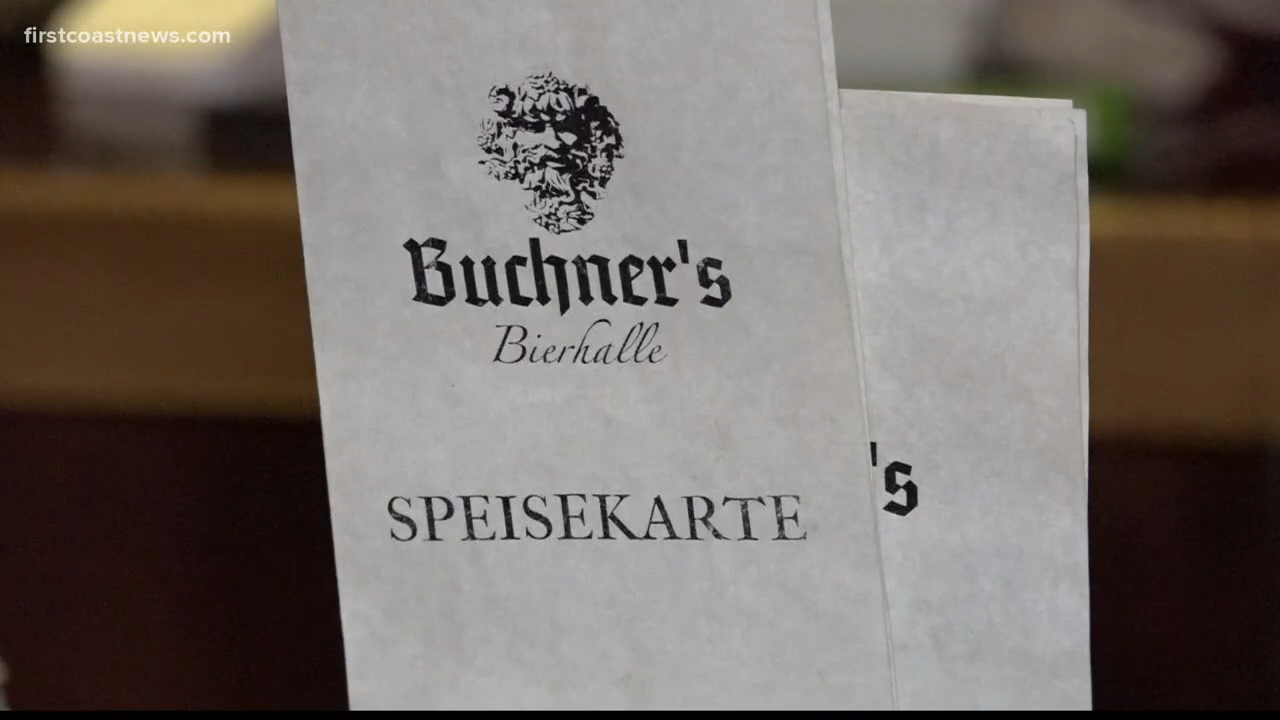 firstcoastnews.com
Buchner's
Bierhalle
SPEISEKARTE
's